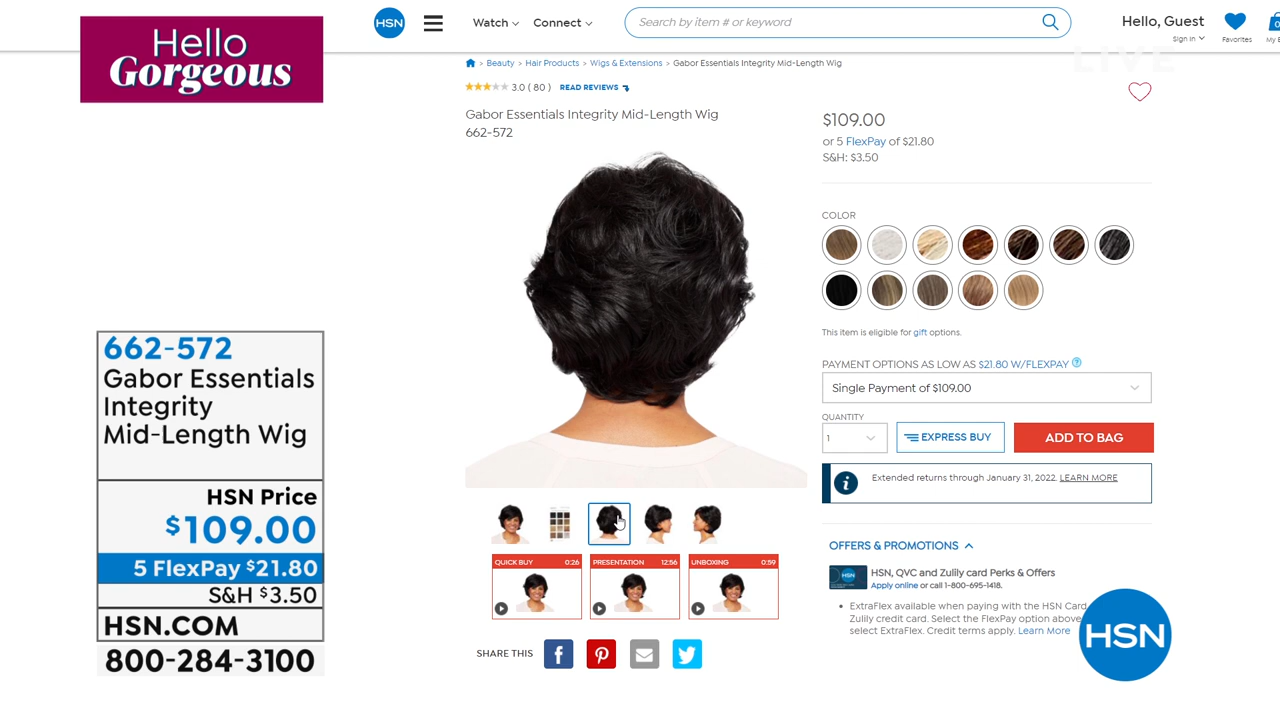 Hello
Gorgeous
HSN
Watch
Connect
Search by item # or keyword
Hello, Guest
Sign In
Favorites
0
LIVE
> Beauty > Hair Products > Wigs & Extensions > Gabor Essentials Integrity Mid-Length Wig
3.0 ( 80 ) READ REVIEWS
Gabor Essentials Integrity Mid-Length Wig
662-572
$109.00
or 5 FlexPay of $21.80
S&H: $3.50
COLOR
This item is eligible for gift options.
PAYMENT OPTIONS AS LOW AS $21.80 W/FLEXPAY ?
Single Payment of $109.00
QUANTITY
1
EXPRESS BUY
ADD TO BAG
i
Extended returns through January 31, 2022. LEARN MORE
OFFERS & PROMOTIONS
HSN
HSN, QVC and Zulily card Perks & Offers
Apply online or call 1-800-695-1418.
• ExtraFlex available when paying with the HSN Card
Zulily credit card. Select the FlexPay option above
select ExtraFlex. Credit terms apply. Learn More
QUICK BUY 0:26
PRESENTATION 12:56
UNBOXING 0:59
SHARE THIS
662-572
Gabor Essentials
Integrity
Mid-Length Wig
HSN Price
$109.00
5 FlexPay $21.80
S&H $3.50
HSN.COM
800-284-3100
HSN